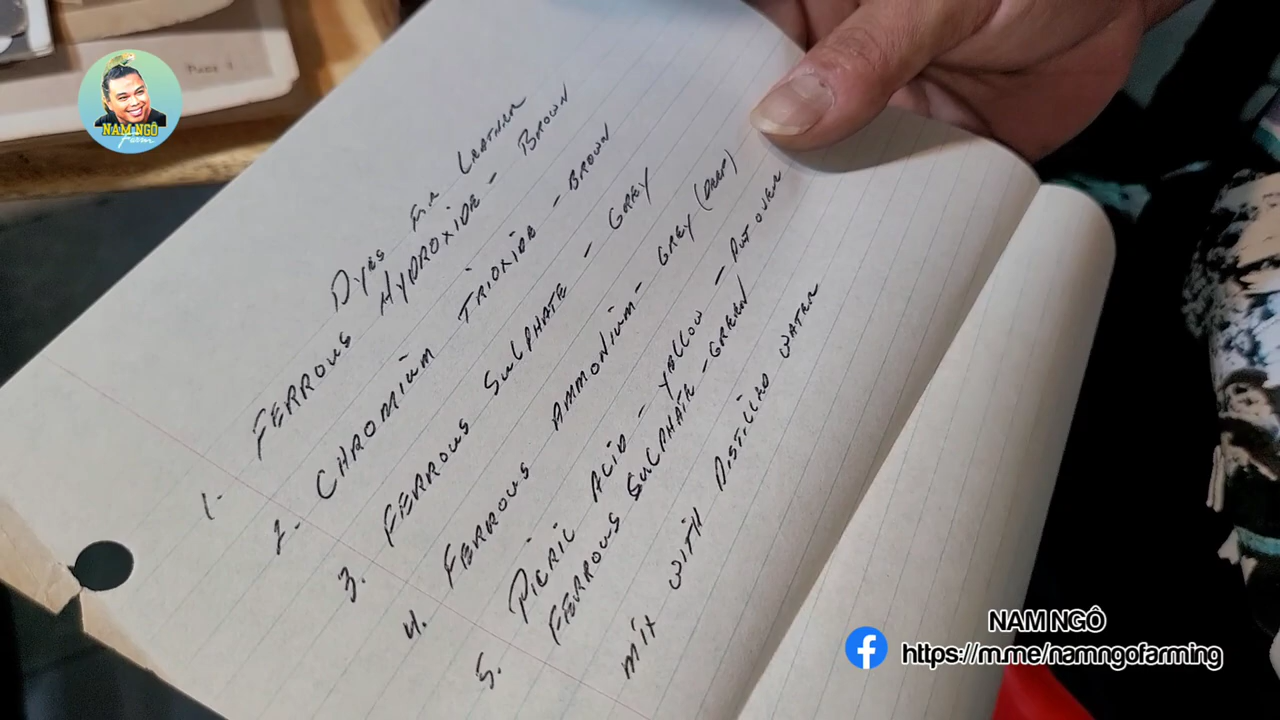 Dyes For Leather
1. FERROUS HYDROXIDE - BROWN
2. CHROMIUM TRIOXIDE - BROWN
3. FERROUS SULPHATE - GREY
4. FERROUS AMMONIUM - GREY (DEEP)
5. PICRIC ACID - YELLOW - PUT OVER
FERROUS SULPHATE - GREEN
MIX WITH DISTILLED WATER
NAM NGÔ
Farm
NAM NGÔ
https://m.me/namngofarming